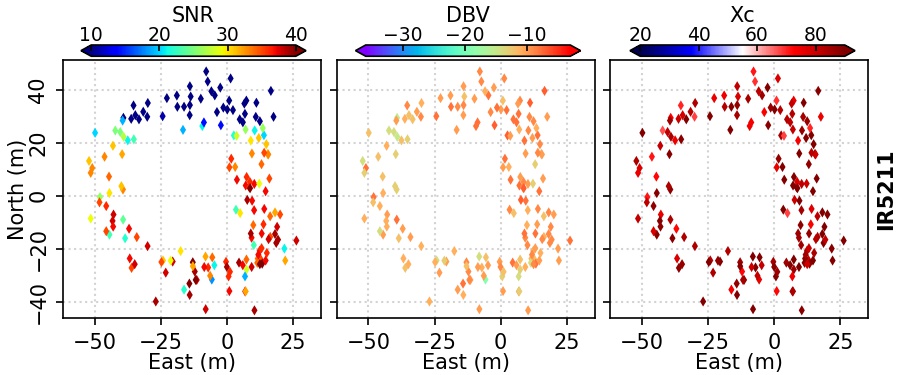 SNR DBV Xc
10 20 30 40 −30 −20 −10 20 40 60 80
40
20
0
−20
−40
North (m)
IR5211
−50 −25 0 25 −50 −25 0 25 −50 −25 0 25
East (m) East (m) East (m)